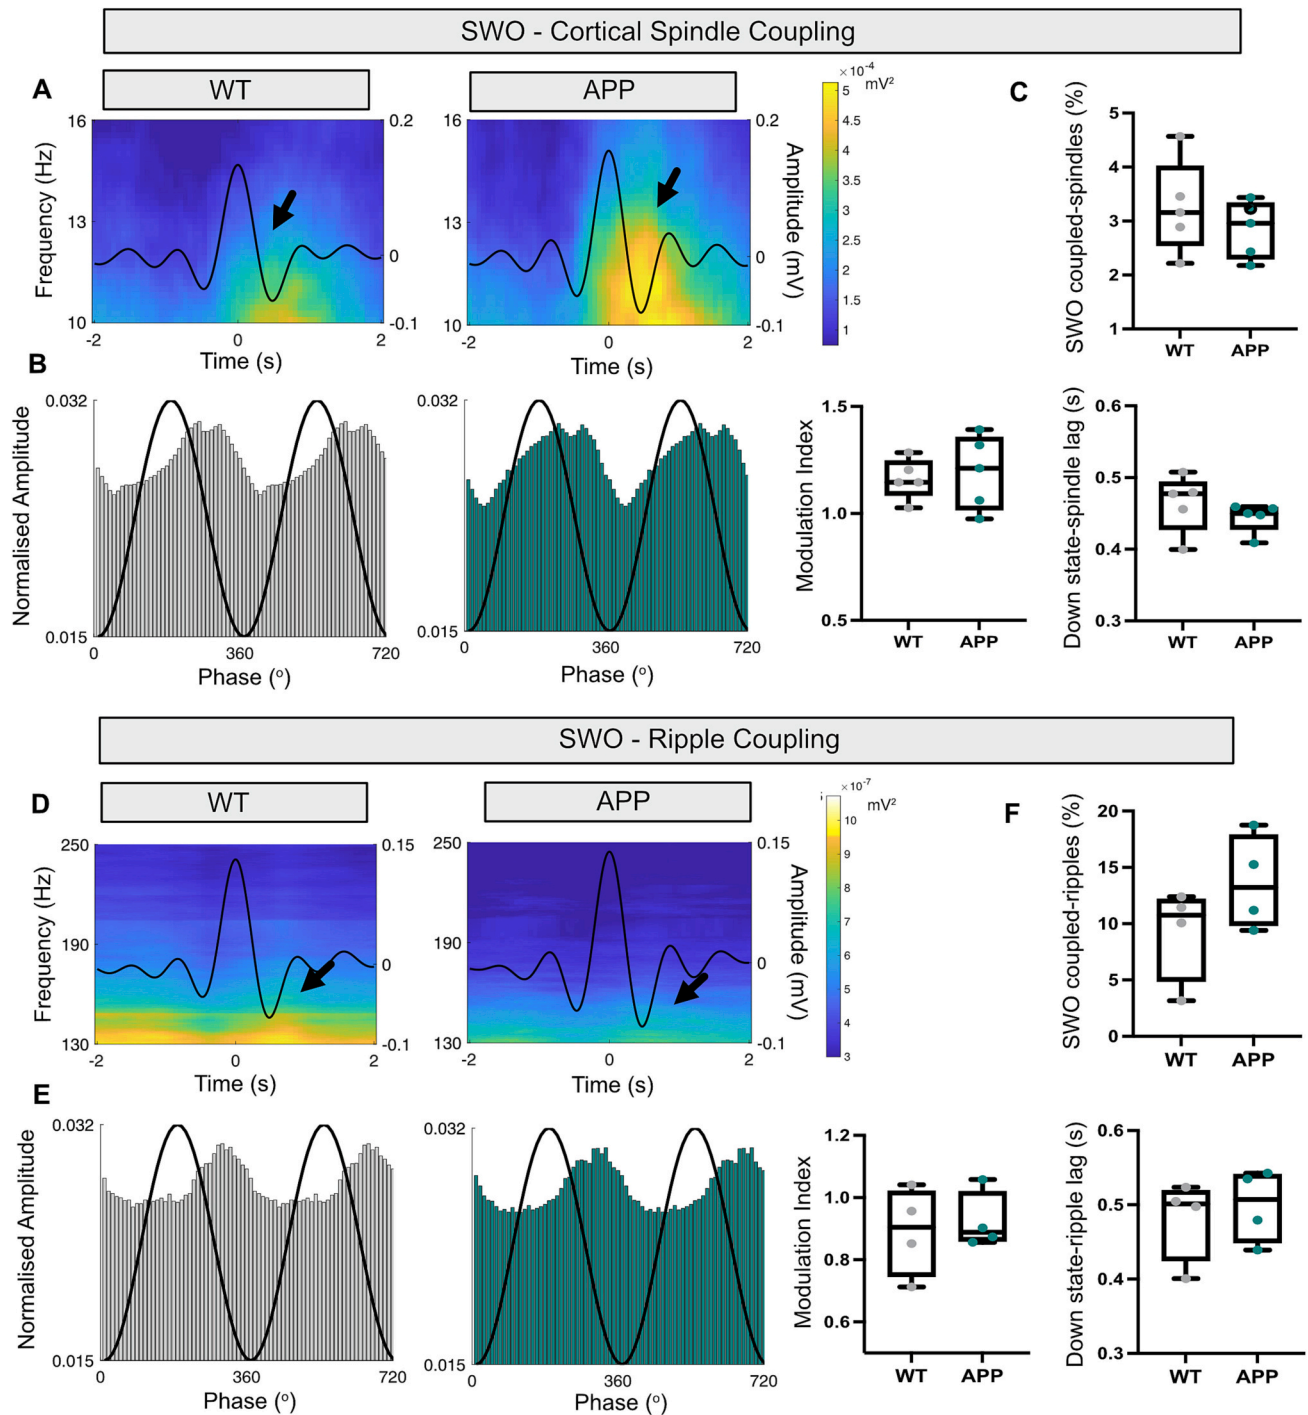 SWO - Cortical Spindle Coupling
A
WT
APP
×10⁻⁴
mV²
5
4.5
4
3.5
3
2.5
2
1.5
1
Frequency (Hz)
16
13
10
0.2
0
-0.1
-2
0
2
Time (s)
16
13
10
0.2
0
-0.1
Amplitude (mV)
-2
0
2
Time (s)
C
SWO coupled-spindles (%)
5
4
3
2
1
WT
APP
B
Normalised Amplitude
0.032
0.015
0
360
720
Phase (°)
0.032
0.015
0
360
720
Phase (°)
Modulation Index
1.5
1.0
0.5
WT
APP
Down state-spindle lag (s)
0.6
0.5
0.4
0.3
WT
APP
SWO - Ripple Coupling
D
WT
APP
×10⁻⁷
mV²
10
9
8
7
6
5
4
3
Frequency (Hz)
250
190
130
0.15
0
-0.1
-2
0
2
Time (s)
250
190
130
0.15
0
-0.1
Amplitude (mV)
-2
0
2
Time (s)
F
SWO coupled-ripples (%)
20
15
10
5
0
WT
APP
E
Normalised Amplitude
0.032
0.015
0
360
720
Phase (°)
0.032
0.015
0
360
720
Phase (°)
Modulation Index
1.2
1.0
0.8
0.6
WT
APP
Down state-ripple lag (s)
0.6
0.5
0.4
0.3
WT
APP